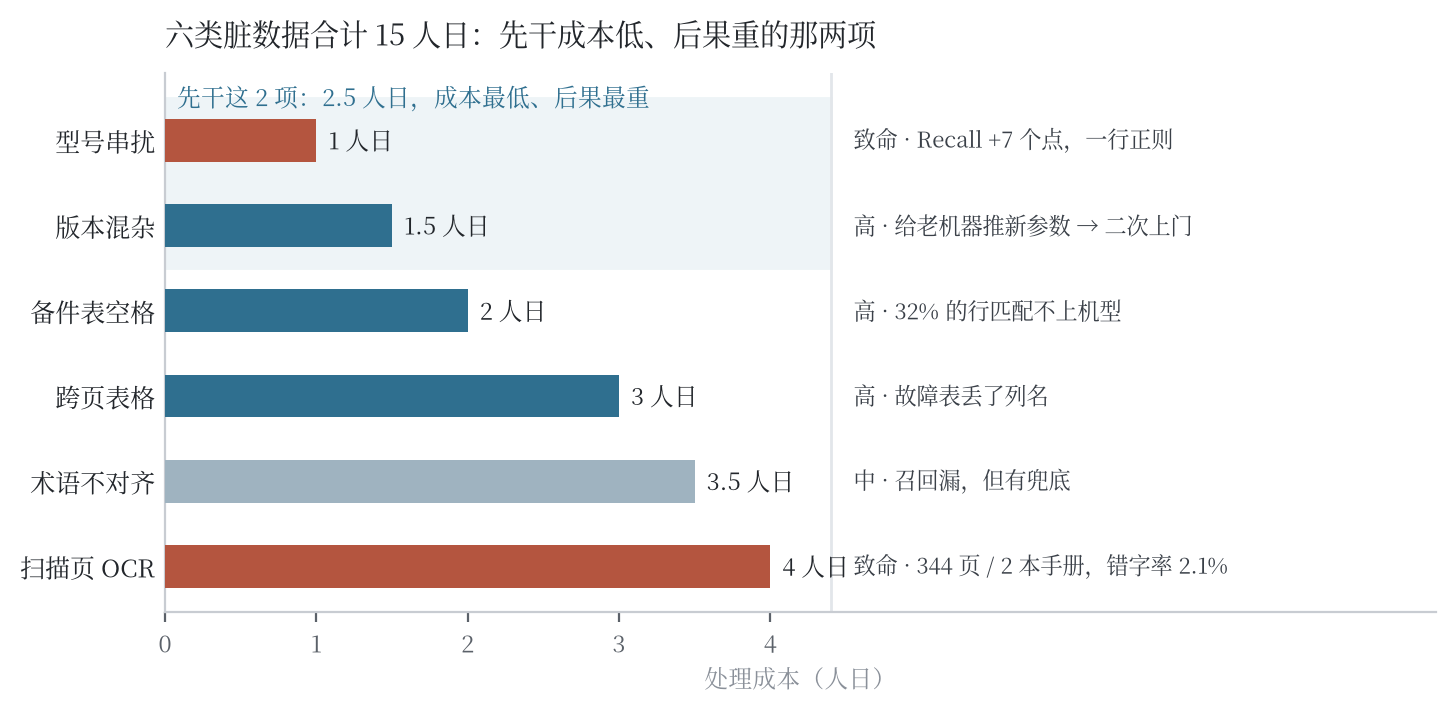 六类脏数据合计 15 人日：先干成本低、后果重的那两项
先干这 2 项：2.5 人日，成本最低、后果最重
型号串扰 1 人日 致命 · Recall +7 个点，一行正则
版本混杂 1.5 人日 高 · 给老机器推新参数 → 二次上门
备件表空格 2 人日 高 · 32% 的行匹配不上机型
跨页表格 3 人日 高 · 故障表丢了列名
术语不对齐 3.5 人日 中 · 召回漏，但有兜底
扫描页 OCR 4 人日 致命 · 344 页 / 2 本手册，错字率 2.1%
0 1 2 3 4
处理成本（人日）